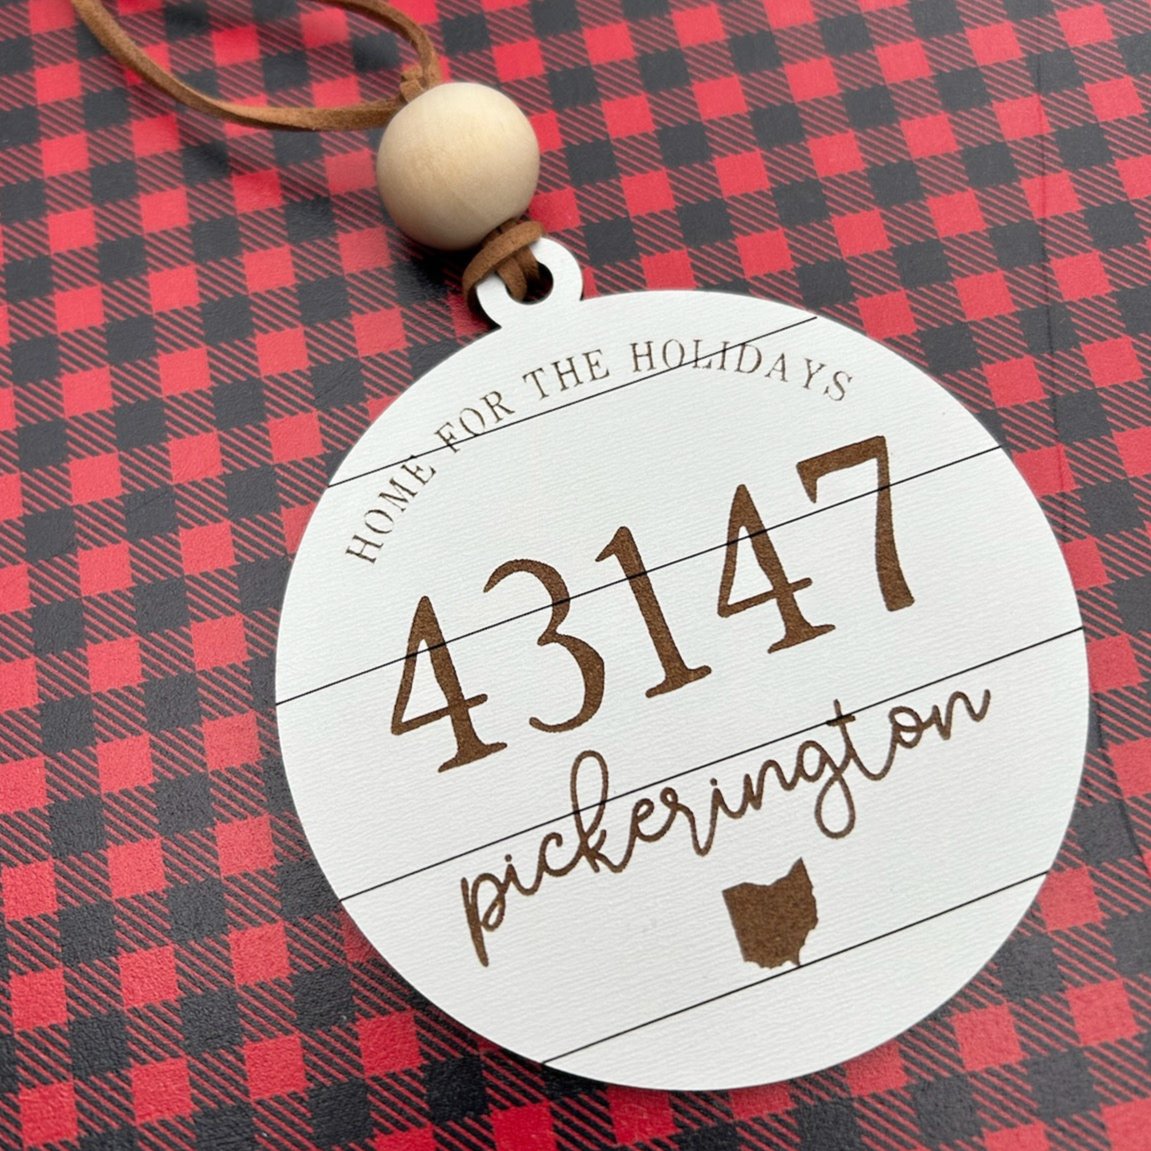 HOME FOR THE HOLIDAYS
43147
pickerington